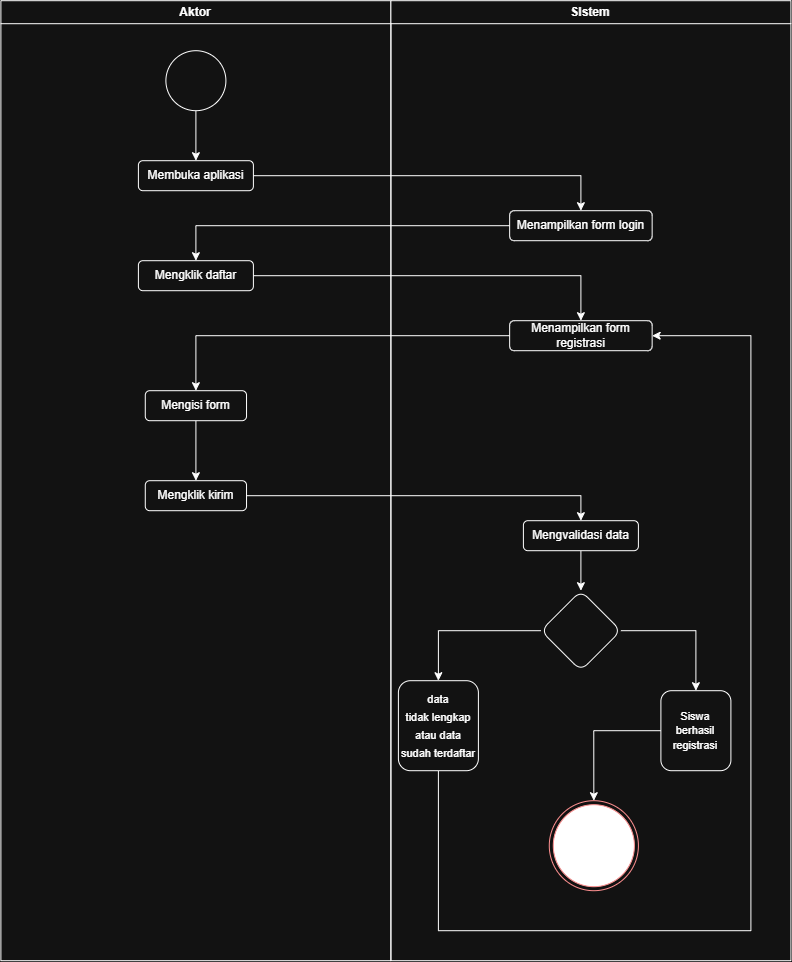 Aktor
SIstem
Membuka aplikasi
Menampilkan form login
Mengklik daftar
Menampilkan form
registrasi
Mengisi form
Mengklik kirim
Mengvalidasi data
data
tidak lengkap
atau data
sudah terdaftar
Siswa
berhasil
registrasi